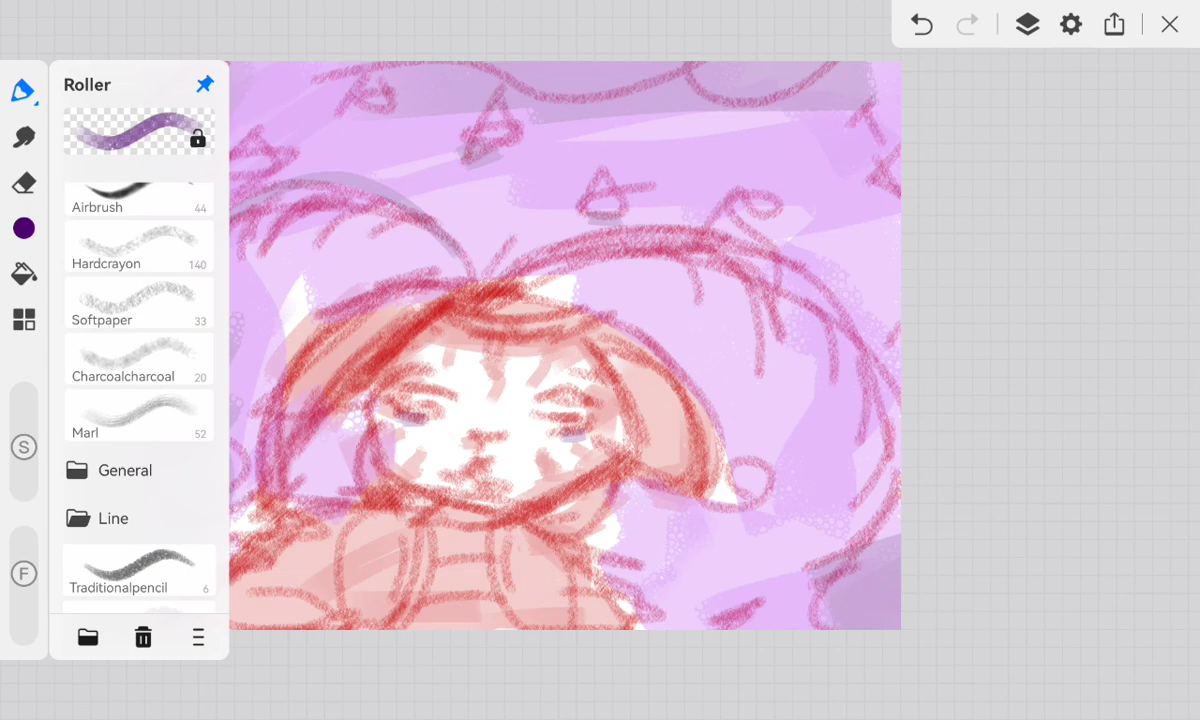 Roller
Airbrush 44
Hardcrayon 140
Softpaper 33
Charcoalcharcoal 20
Marl 52
S
General
Line
F
Traditionalpencil 6